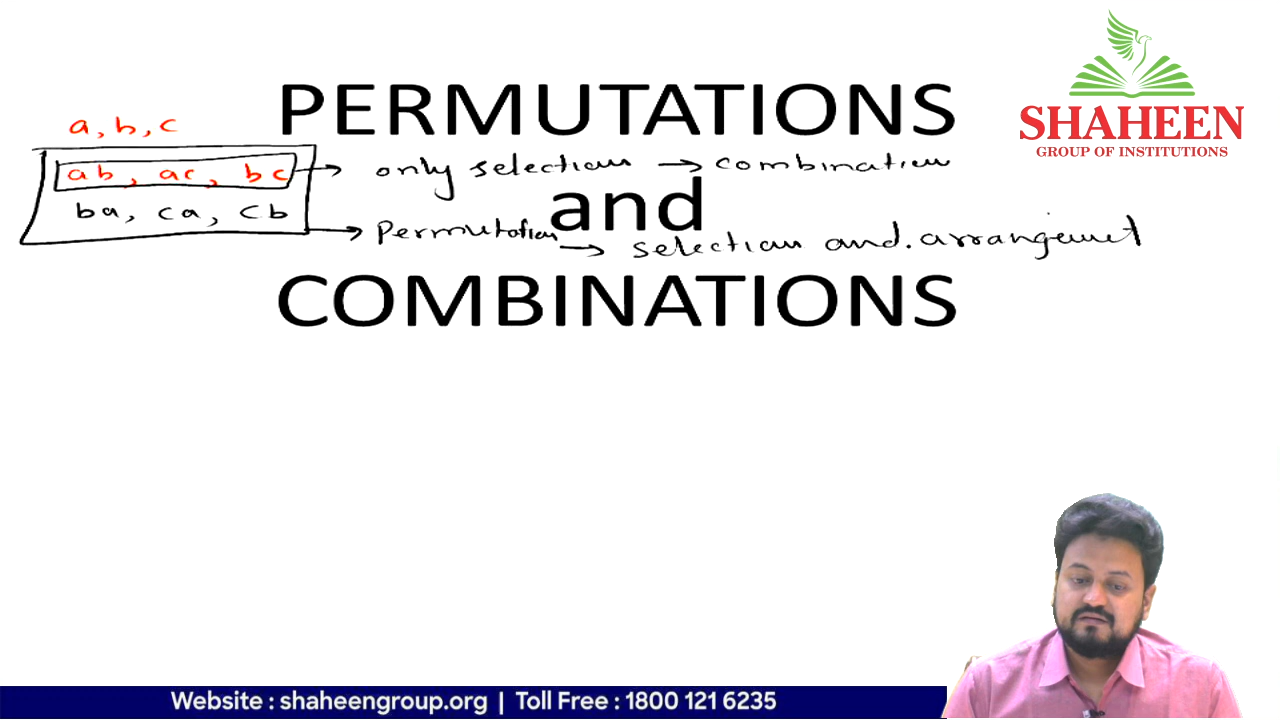 PERMUTATIONS
and
COMBINATIONS
a, b, c
ab, ac, bc → only selection → combination
ba, ca, cb
→ Permutation → selection and. arrangemet
SHAHEEN
GROUP OF INSTITUTIONS
Website : shaheengroup.org | Toll Free : 1800 121 6235